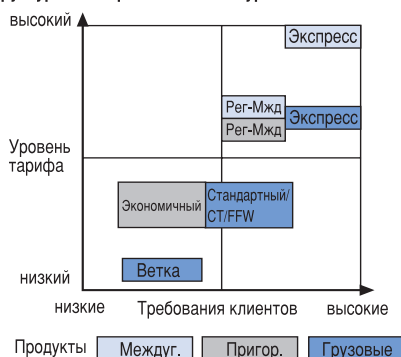 высокий
Экспресс
Рег-Мжд
Экспресс
Рег-Мжд
Уровень
тарифа
Экономичный
Стандартный/
СТ/FFW
Ветка
низкий
низкие Требования клиентов высокие
Продукты Междуг. Пригор. Грузовые